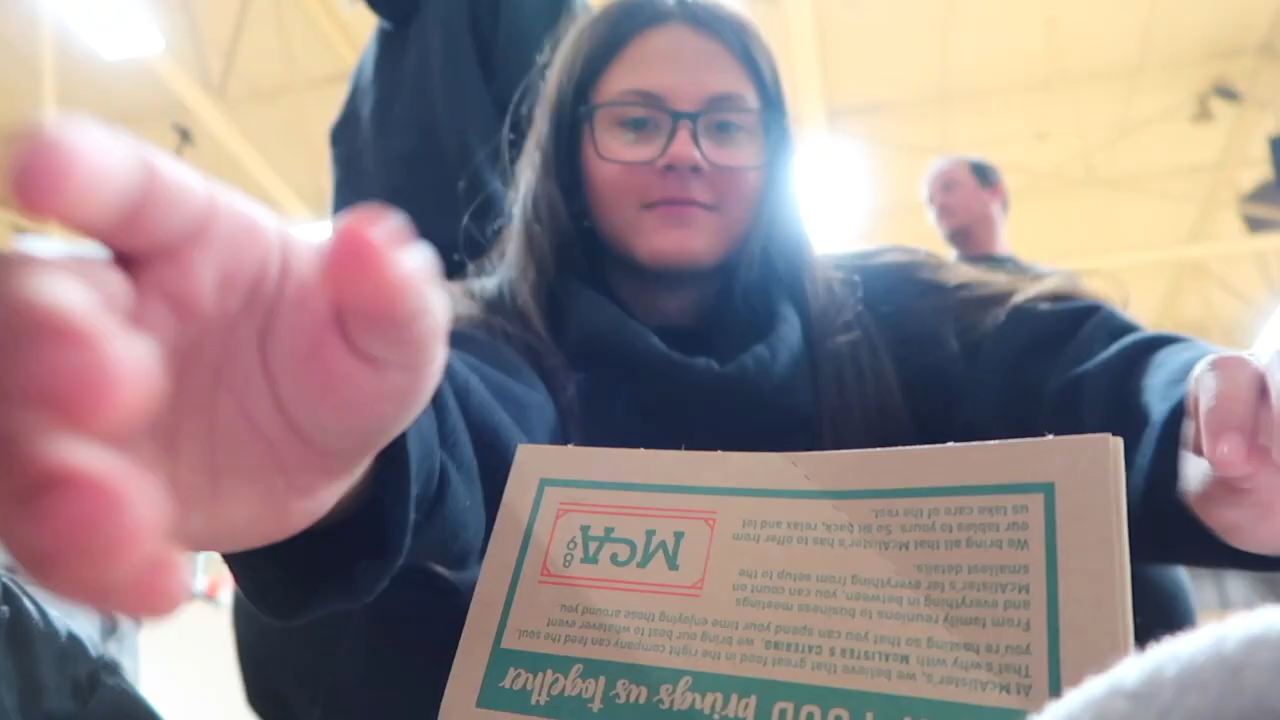 FOOD brings us together
At McAlister's, we believe that great food in the right company can feed the soul.
That's why with McALISTER'S CATERING, we bring our best to whatever event
you're hosting so that you can spend your time enjoying those around you.
From family reunions to business meetings
and everything in between, you can count on
McAlister's for everything from setup to the
smallest details.
We bring all that McAlister's has to offer from
our tables to yours. So sit back, relax and let
us take care of the rest.
MCA
89